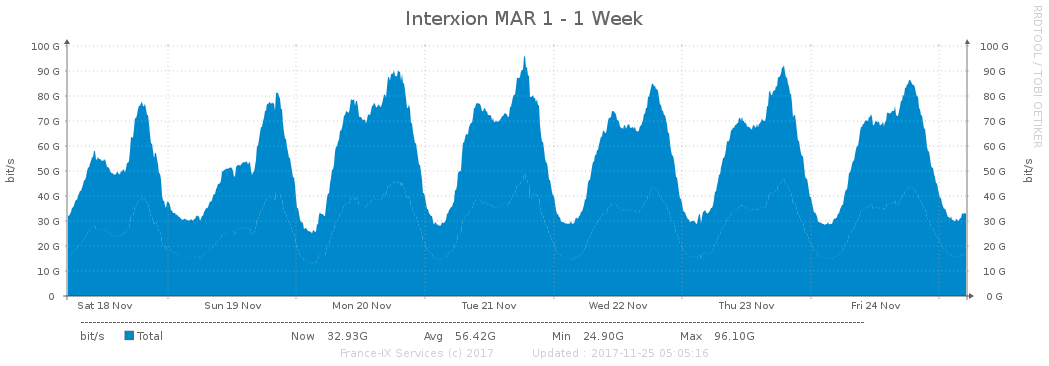 Interxion MAR 1 - 1 Week
RRDTOOL / TOBI OETIKER
100 G 100 G
90 G 90 G
80 G 80 G
70 G 70 G
60 G 60 G
50 G 50 G
40 G 40 G
30 G 30 G
20 G 20 G
10 G 10 G
0 0 G
bit/s bit/s
Sat 18 Nov Sun 19 Nov Mon 20 Nov Tue 21 Nov Wed 22 Nov Thu 23 Nov Fri 24 Nov
bit/s Total Now 32.93G Avg 56.42G Min 24.90G Max 96.10G
France-IX Services (c) 2017 Updated : 2017-11-25 05:05:16